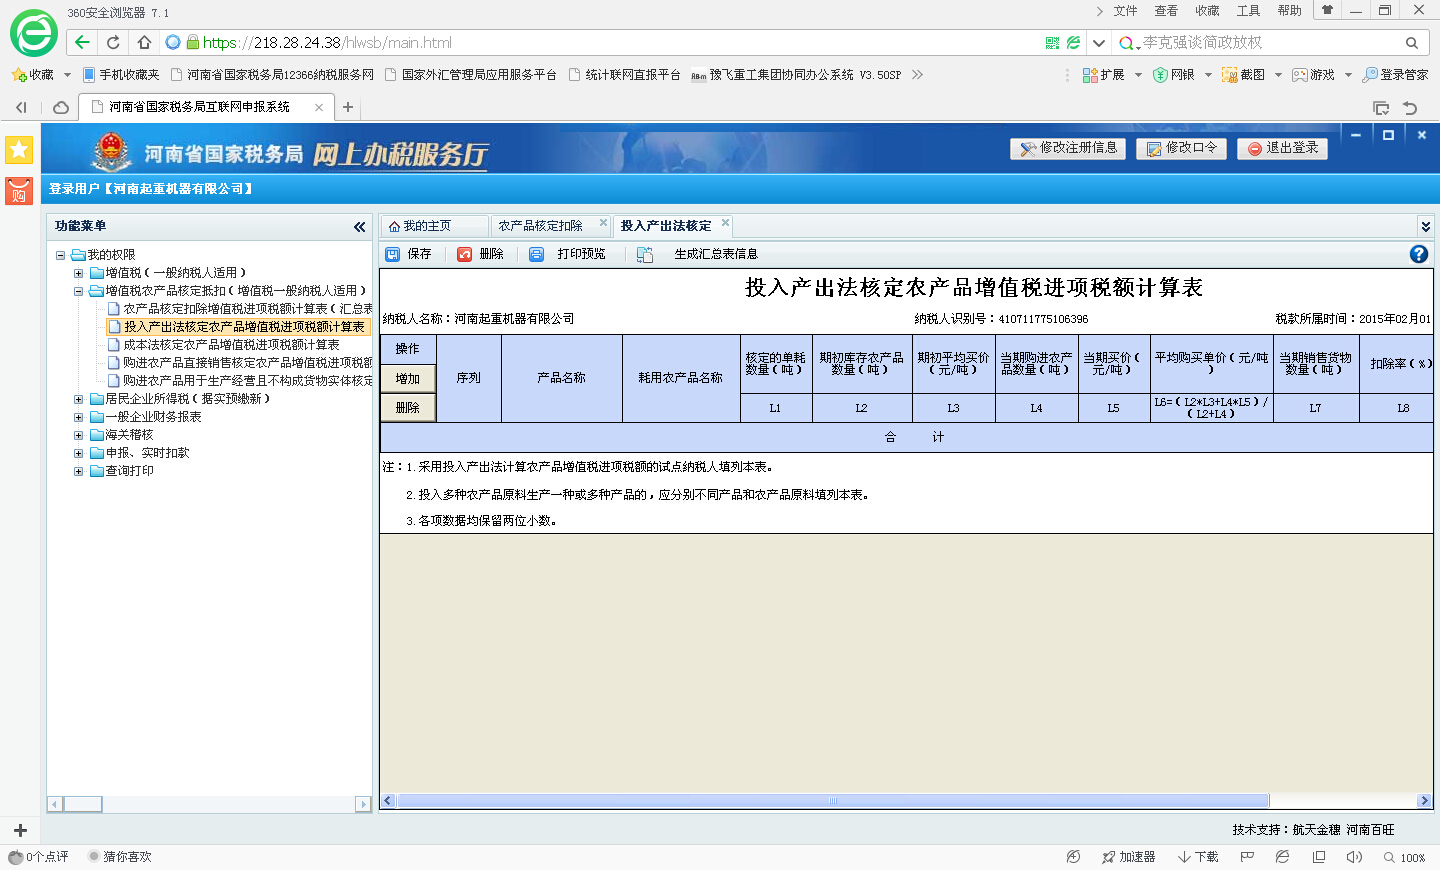 360安全浏览器 7.1
文件 查看 收藏 工具 帮助
https://218.28.24.38/hlwsb/main.html
李克强谈简政放权
收藏 手机收藏夹 河南省国家税务局12366纳税服务网 国家外汇管理局应用服务平台 统计联网直报平台 豫飞重工集团协同办公系统 V3.50SP
扩展 网银 截图 游戏 登录管家
河南省国家税务局互联网申报系统
购
河南省国家税务局 网上办税服务厅
修改注册信息 修改口令 退出登录
登录用户【河南起重机器有限公司】
功能菜单
我的权限
增值税(一般纳税人适用)
增值税农产品核定抵扣(增值税一般纳税人适用)
农产品核定扣除增值税进项税额计算表(汇总表
投入产出法核定农产品增值税进项税额计算表
成本法核定农产品增值税进项税额计算表
购进农产品直接销售核定农产品增值税进项税额
购进农产品用于生产经营且不构成货物实体核定
居民企业所得税(据实预缴新)
一般企业财务报表
海关稽核
申报、实时扣款
查询打印
我的主页 农产品核定扣除 投入产出法核定
保存 删除 打印预览 生成汇总表信息
投入产出法核定农产品增值税进项税额计算表
纳税人名称:河南起重机器有限公司 纳税人识别号:410711775106396 税款所属时间:2015年02月01
操作
增加
删除
序列
产品名称
耗用农产品名称
核定的单耗数量(吨)
期初库存农产品数量(吨)
期初平均买价(元/吨)
当期购进农产品数量(吨)
当期买价(元/吨)
平均购买单价(元/吨)
当期销售货物数量(吨)
扣除率(%)
L1 L2 L3 L4 L5 L6=(L2*L3+L4*L5)/(L2+L4) L7 L8
合 计
注:1.采用投入产出法计算农产品增值税进项税额的试点纳税人填列本表。
2.投入多种农产品原料生产一种或多种产品的,应分别不同产品和农产品原料填列本表。
3.各项数据均保留两位小数。
技术支持:航天金穗 河南百旺
0个点评 猜你喜欢
加速器 下载 100%